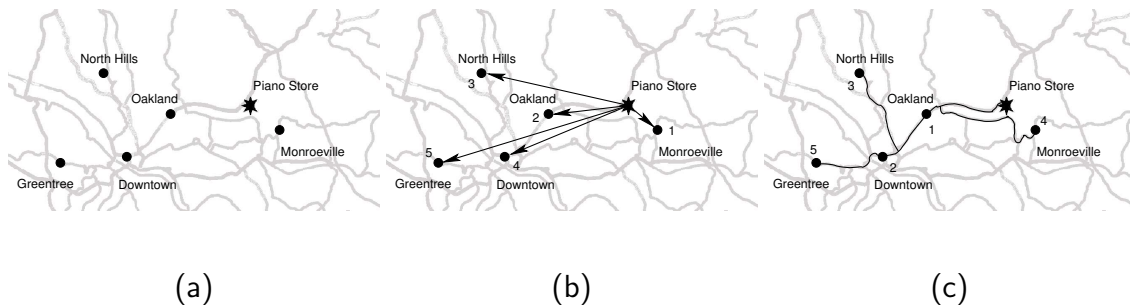 North Hills
Piano Store
Oakland
Monroeville
Greentree
Downtown
(a)
North Hills
3
Piano Store
Oakland
2
1
Monroeville
5
4
Greentree
Downtown
(b)
North Hills
3
Piano Store
Oakland
1
4
Monroeville
5
2
Greentree
Downtown
(c)